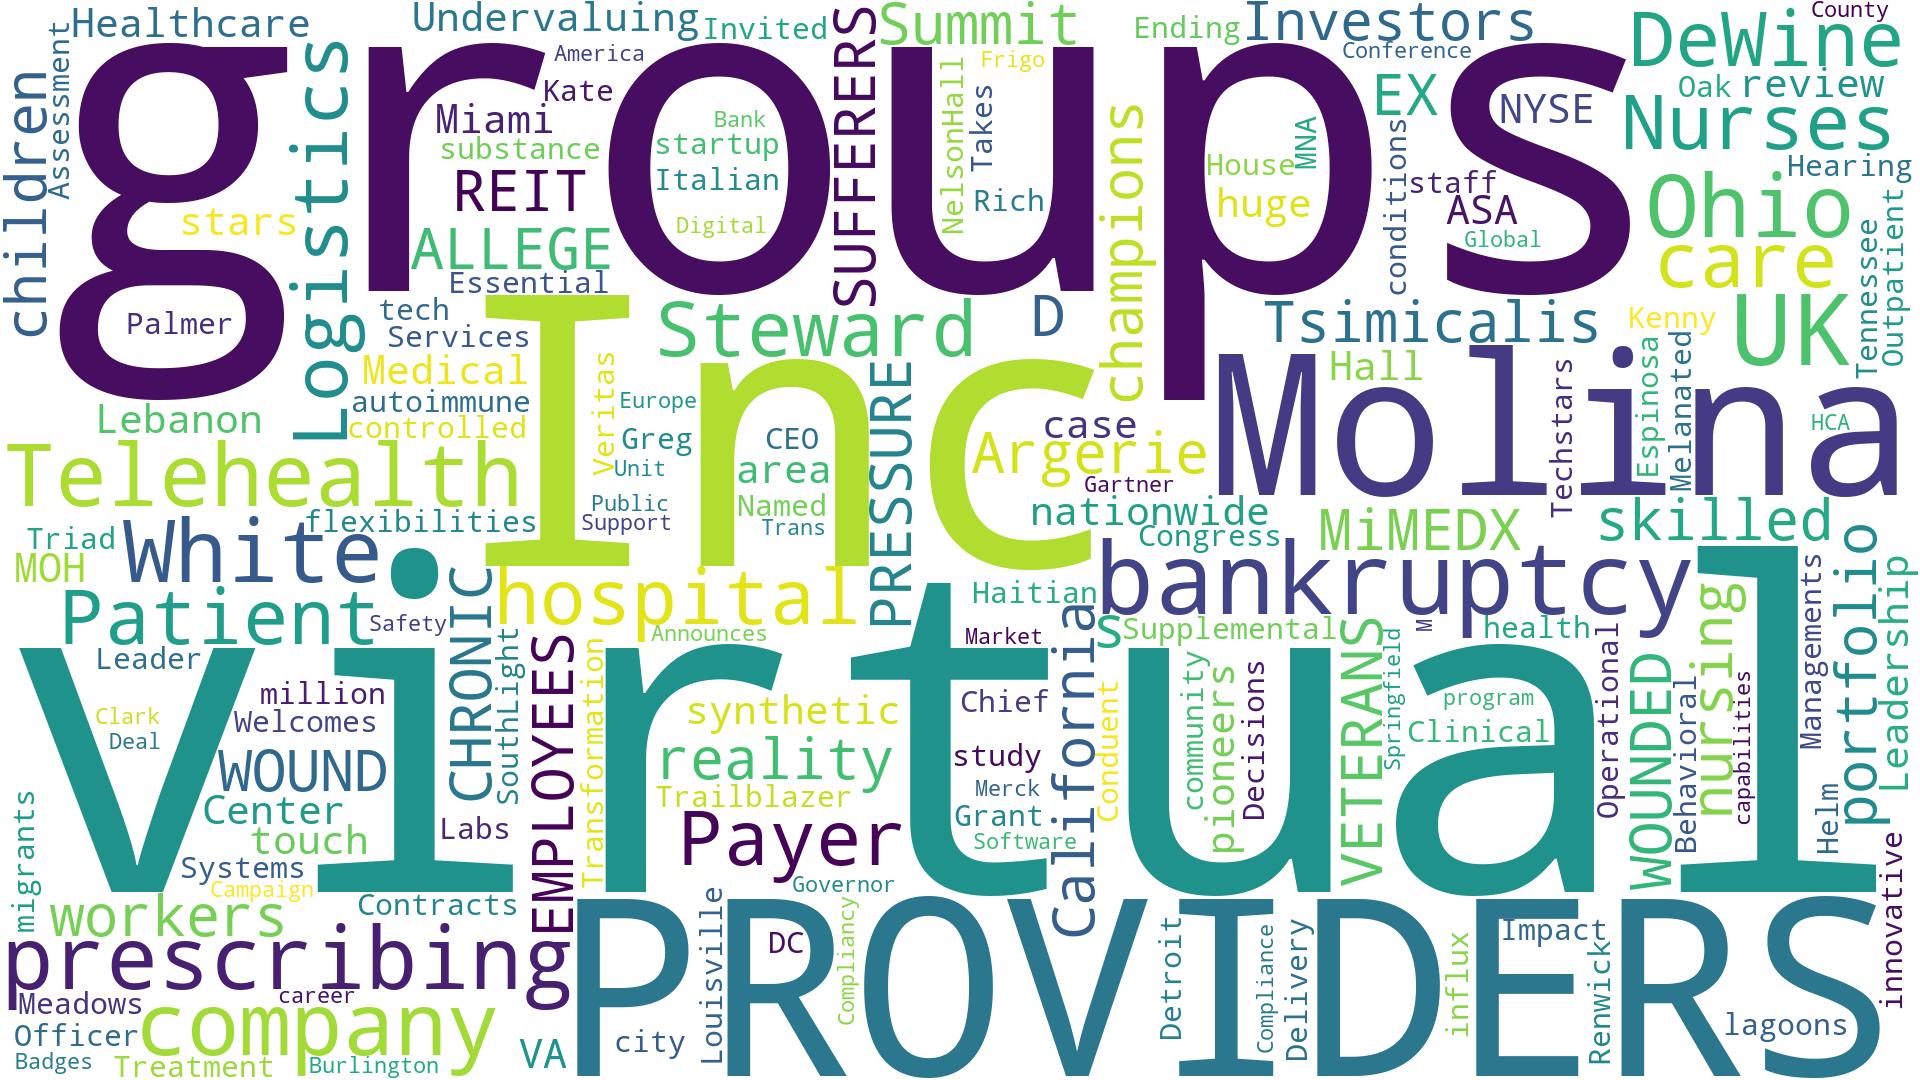 Healthcare
Undervaluing
Invited
SUFFERERS
Summit
Ending
Investors
County
DeWine
Assessment
children
groups
Logistics
America
Kate
Miami
substance
REIT
ALLEGE
Essential
Bank
startup
Italian
Digital
Frigo
NelsonHall
Takes
Rich
champions
Conference
EX
NYSE
MNA
House
huge
conditions
staff
ASA
Global
Oak
review
Nurses
Hearing
Ohio
care
Tennessee
Outpatient
stars
Palmer
tech
Services
Medical
autoimmune
controlled
Inc
Steward
D
Tsimicalis
Kenny
UK
Lebanon
Telehealth
Veritas
Europe
Greg
Unit
Public
Support
CEO
area
Named
Trans
PRESSURE
case
Argerie
Gartner
nationwide
Congress
Hall
Molina
Techstars
Espinosa
Melanated
HCA
MiMEDX
skilled
Triad
MOH
White
flexibilities
Patient
Safety
hospital
Announces
Haitian
bankruptcy
s
Supplemental
Market
California
M
health
nursing
Managements
portfolio
Leadership
Leader
million
Welcomes
Clark
Deal
WOUND
CHRONIC
SouthLight
EMPLOYEES
Transformation
virtual
synthetic
reality
Trailblazer
Payer
Chief
study
Merck
Grant
Software
Conduent
community
pioneers
Decisions
VETERANS
Springfield
program
Clinical
Operational
WOUNDED
Behavioral
capabilities
Helm
innovative
migrants
Center
touch
Labs
Systems
Campaign
Contracts
workers
prescribing
Meadows
career
Officer
company
Badges
Treatment
Burlington
VA
PROVIDERS
city
Louisville
Governor
DC
Compliancy
Detroit
Compliance
Delivery
influx
Impact
Renwick
lagoons